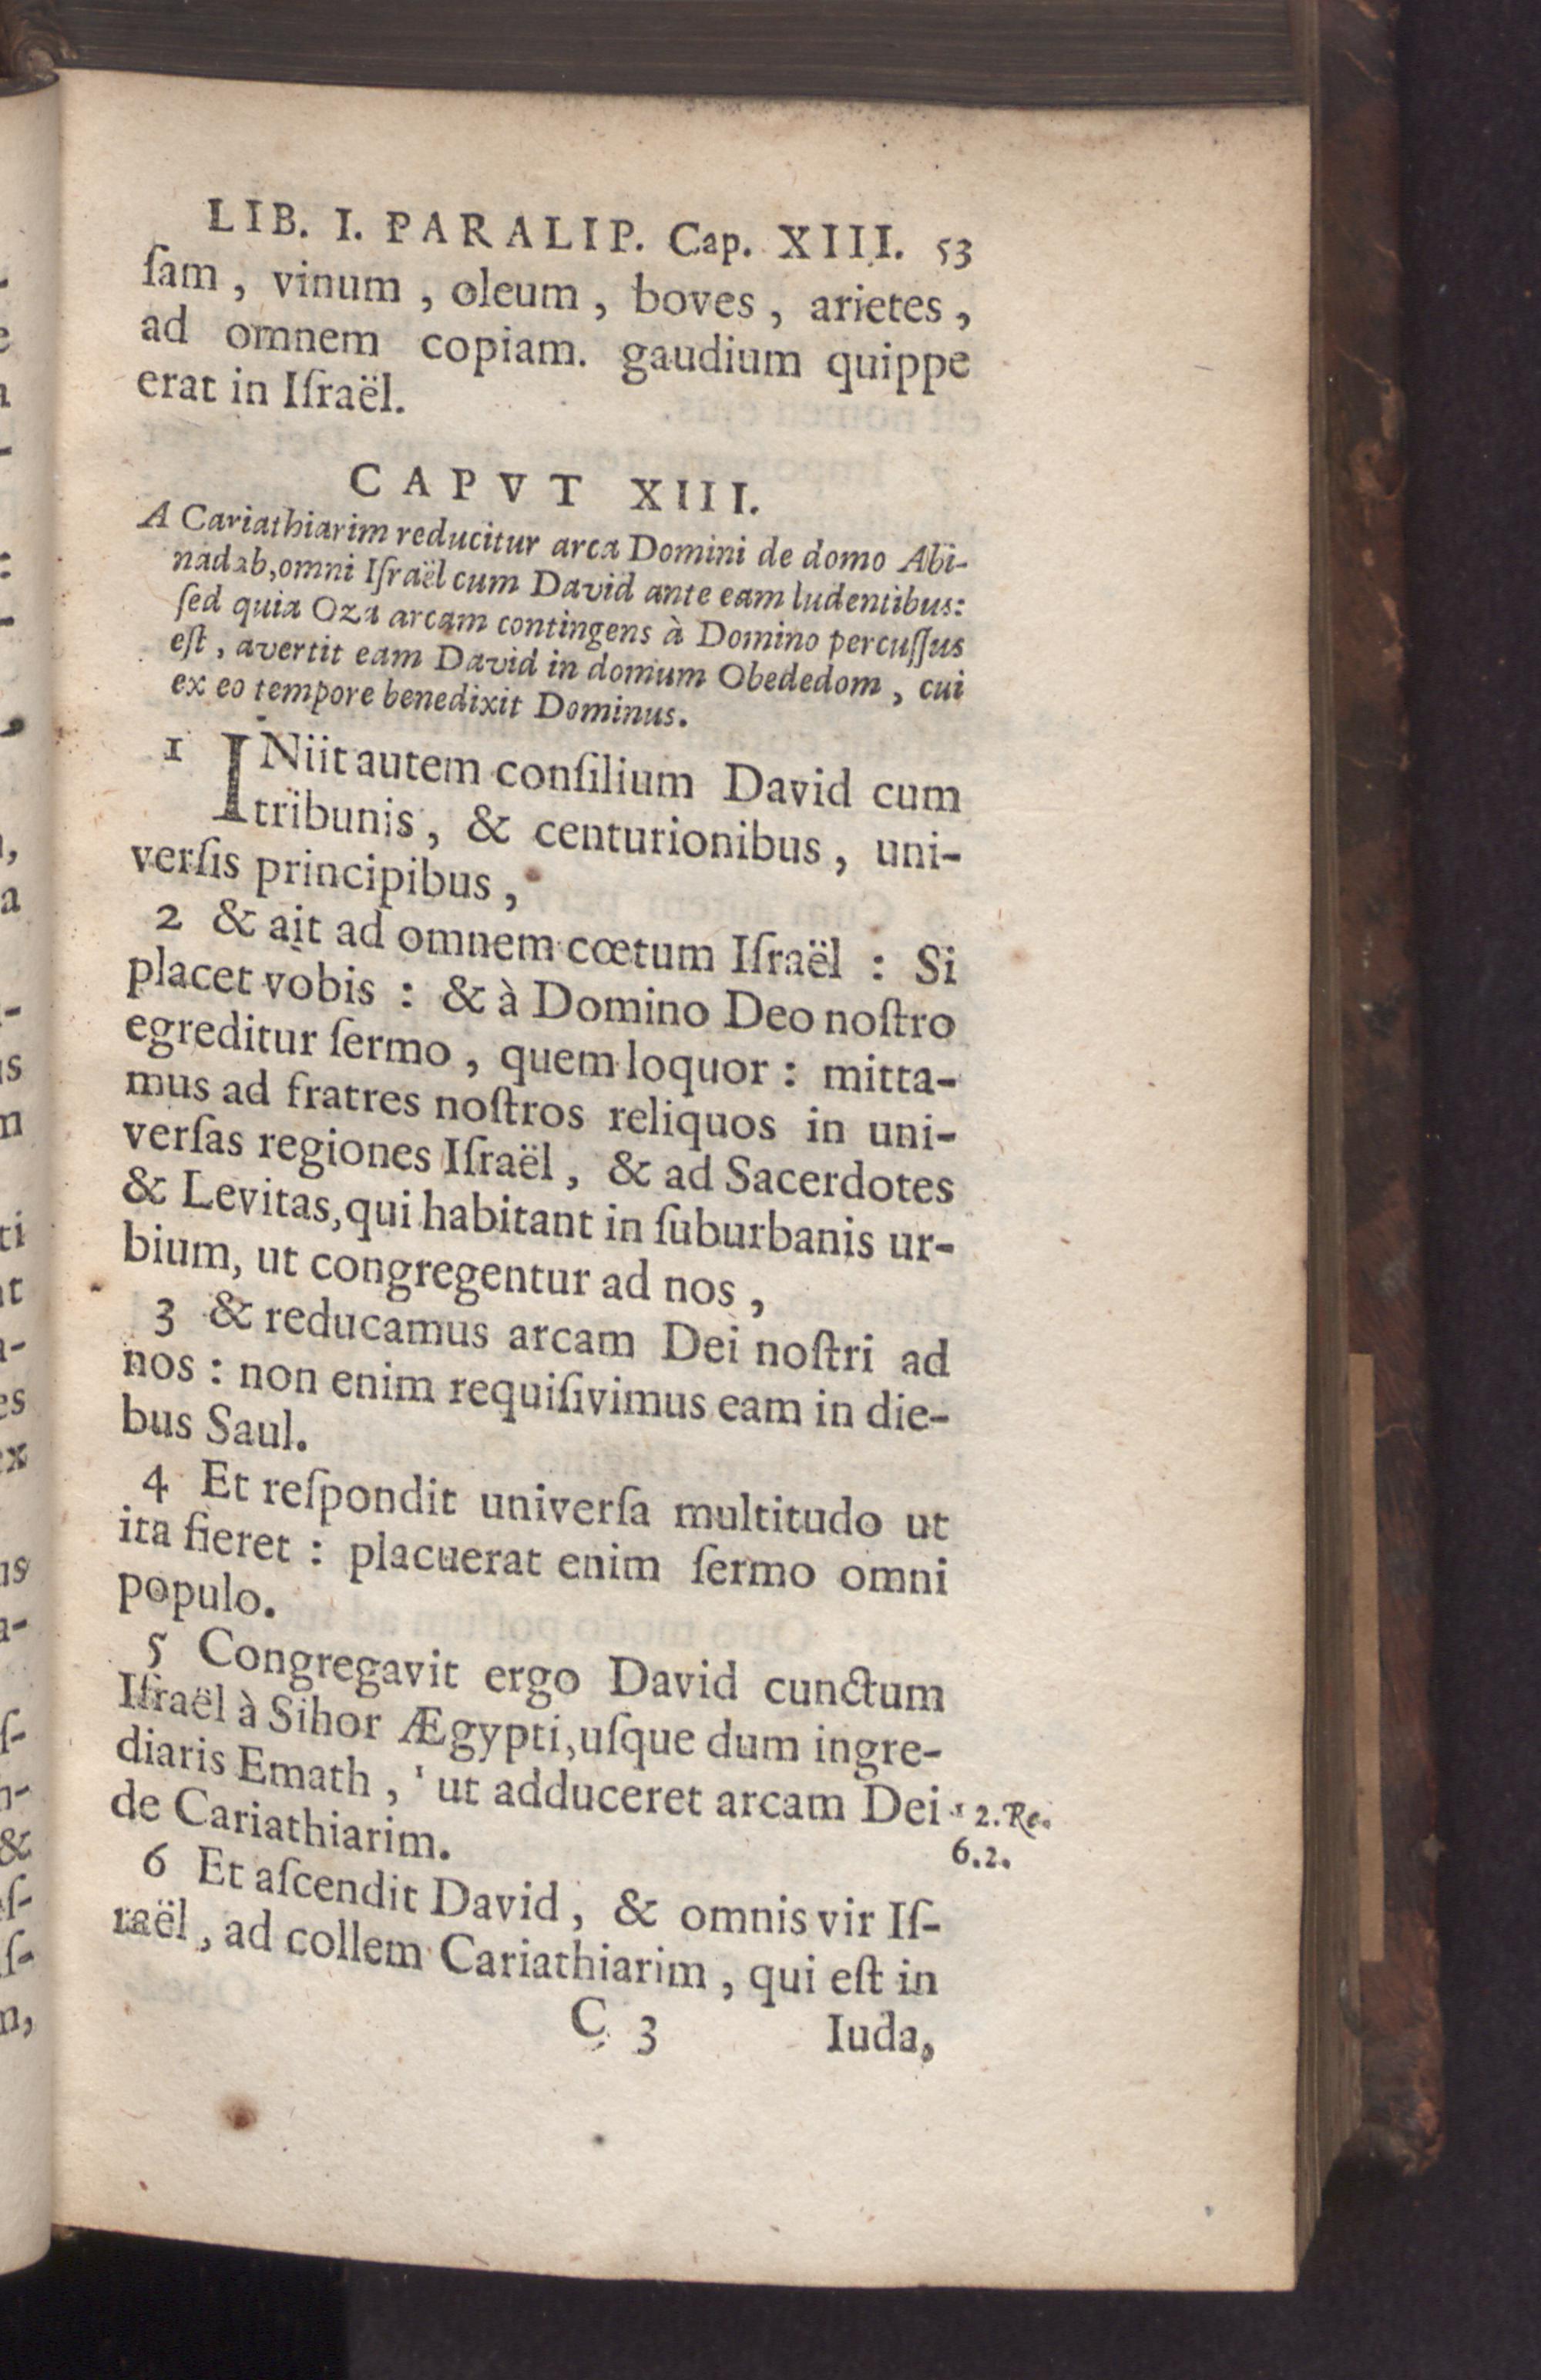 LIB. I. PARALIP. Cap. XIII. 53
ſam, vinum, oleum, boves, arietes,
ad omnem copiam. gaudium quippe
erat in Iſraël.
CAPVT XIII.
A Cariathiarim reducitur arca Domini de domo Abi-
nadab, omni Iſraël cum David ante eam ludentibus:
ſed quia Oza arcam contingens à Domino percuſſus
eſt, avertit eam David in domum Obededom, cui
ex eo tempore benedixit Dominus.
1 INiit autem conſilium David cum
tribunis, & centurionibus, uni-
verſis principibus,
2 & ait ad omnem cœtum Iſraël: Si
placet vobis: & à Domino Deo noſtro
egreditur ſermo, quem loquor: mitta-
mus ad fratres noſtros reliquos in uni-
verſas regiones Iſraël, & ad Sacerdotes
& Levitas, qui habitant in ſuburbanis ur-
bium, ut congregentur ad nos,
3 & reducamus arcam Dei noſtri ad
nos: non enim requiſivimus eam in die-
bus Saul.
4 Et reſpondit univerſa multitudo ut
ita fieret: placuerat enim ſermo omni
populo.
5 Congregavit ergo David cunctum
Iſraël à Sihor Ægypti, uſque dum ingre-
diaris Emath, ¹ ut adduceret arcam Dei
¹ 2. Re.
6.2.
de Cariathiarim.
6 Et aſcendit David, & omnis vir Iſ-
raël, ad collem Cariathiarim, qui eſt in
C 3 Iuda,